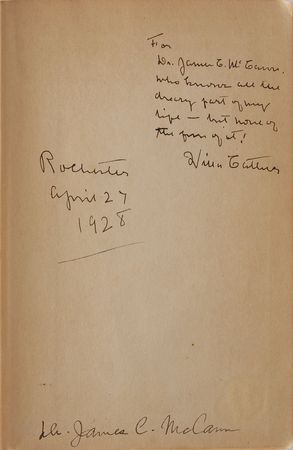 For
Dr. James C. McCann.
who knows all the
dreary part of my
life — but none of
the fun of it!
Willa Cather
Rochester
April 27
1928
Dr. James C. McCann